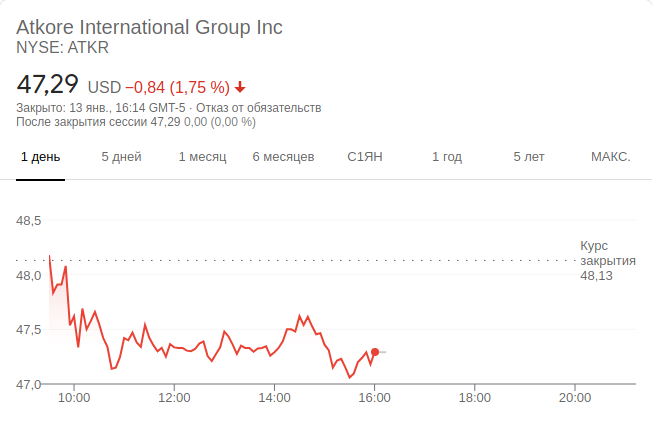 Atkore International Group Inc
NYSE: ATKR
47,29 USD −0,84 (1,75 %)
Закрыто: 13 янв., 16:14 GMT-5 · Отказ от обязательств
После закрытия сессии 47,29 0,00 (0,00 %)
1 день 5 дней 1 месяц 6 месяцев С1ЯН 1 год 5 лет МАКС.
48,5
Курс
закрытия
48,13
48,0
47,5
47,0
10:00 12:00 14:00 16:00 18:00 20:00